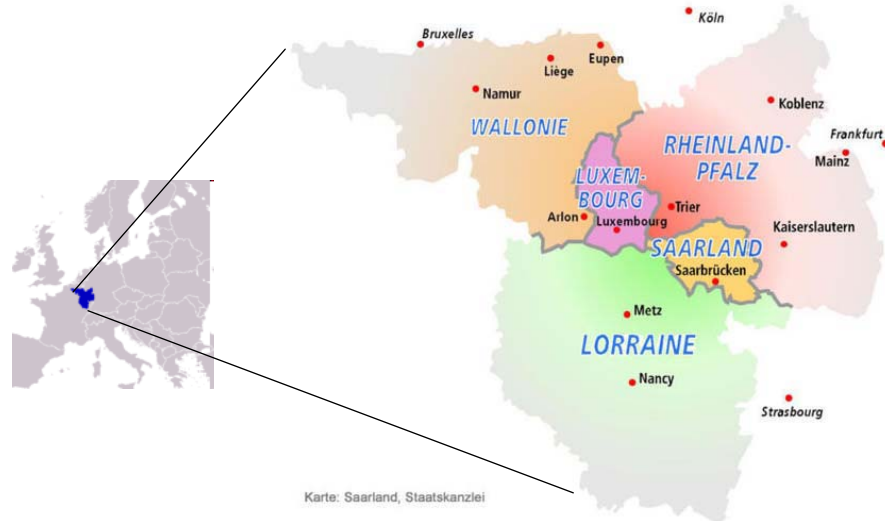 Köln
Bruxelles
Eupen
Liège
Namur
Koblenz
WALLONIE
Frankfurt
RHEINLAND-
PFALZ
Mainz
LUXEM-
BOURG
Trier
Arlon
Luxembourg
Kaiserslautern
SAARLAND
Saarbrücken
Metz
LORRAINE
Nancy
Strasbourg
Karte: Saarland, Staatskanzlei